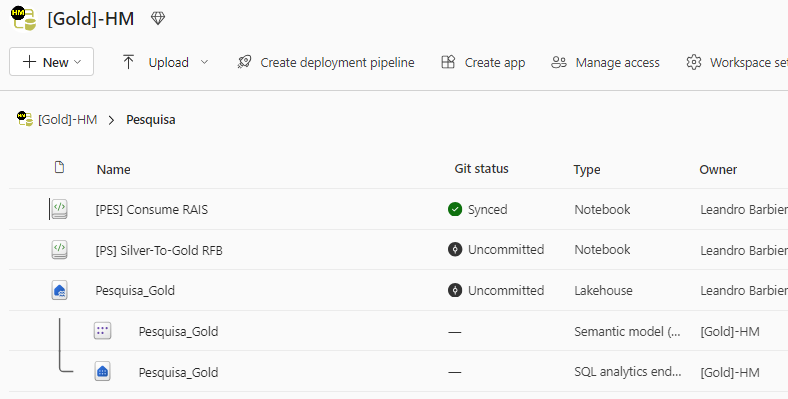 HM [Gold]-HM
New Upload Create deployment pipeline Create app Manage access Workspace set
HM [Gold]-HM > Pesquisa
Name Git status Type Owner
[PES] Consume RAIS Synced Notebook Leandro Barbier
[PS] Silver-To-Gold RFB Uncommitted Notebook Leandro Barbier
Pesquisa_Gold Uncommitted Lakehouse Leandro Barbier
Pesquisa_Gold — Semantic model (... [Gold]-HM
Pesquisa_Gold — SQL analytics end... [Gold]-HM